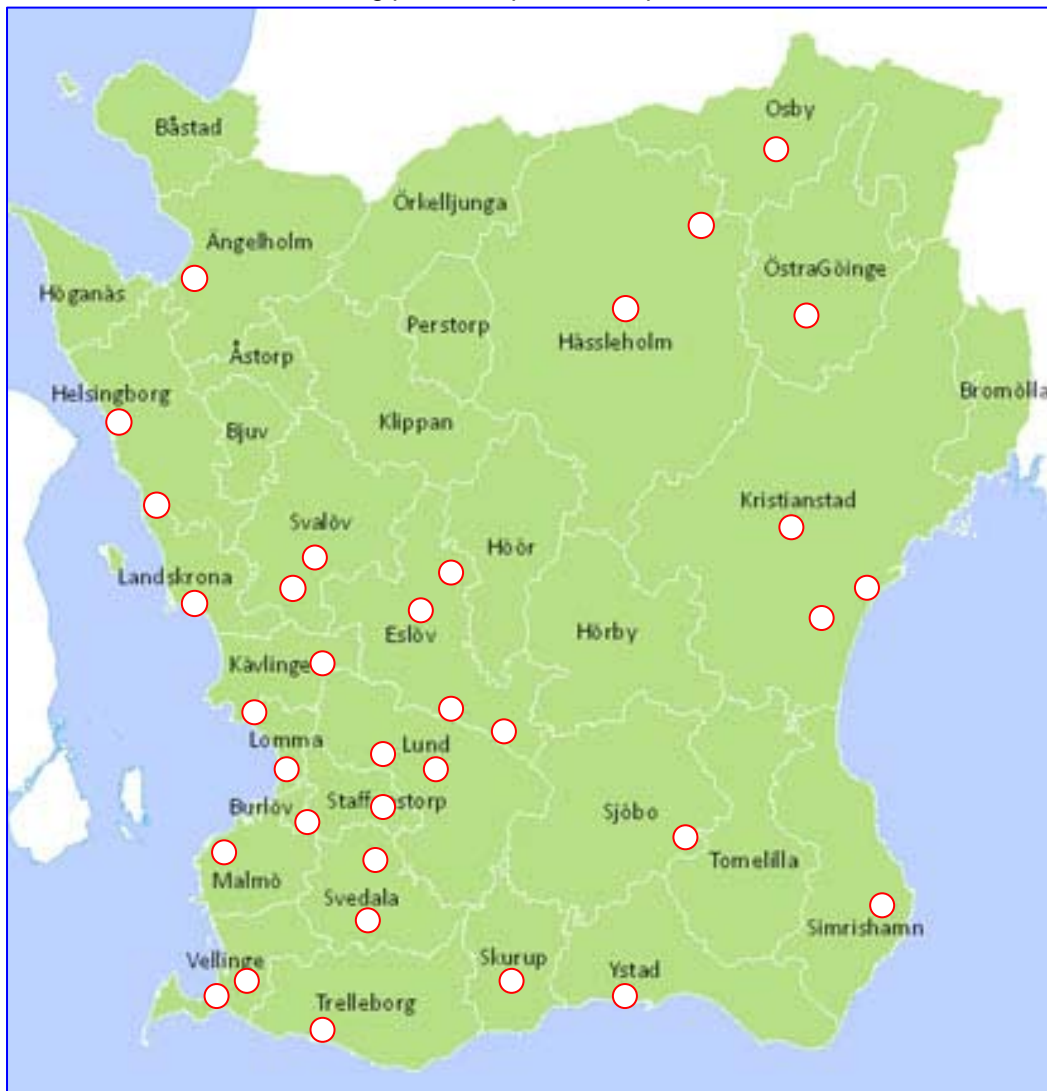 Osby
Båstad
Örkelljunga
Ängelholm
ÖstraGöinge
Höganäs
Perstorp
Hässleholm
Åstorp
Bromölla
Helsingborg
Klippan
Bjuv
Kristianstad
Svalöv
Höör
Landskrona
Eslöv
Hörby
Kävlinge
Lomma
Lund
Burlöv
Sjöbo
Tomelilla
Malmö
Svedala
Simrishamn
Vellinge
Skurup
Ystad
Trelleborg